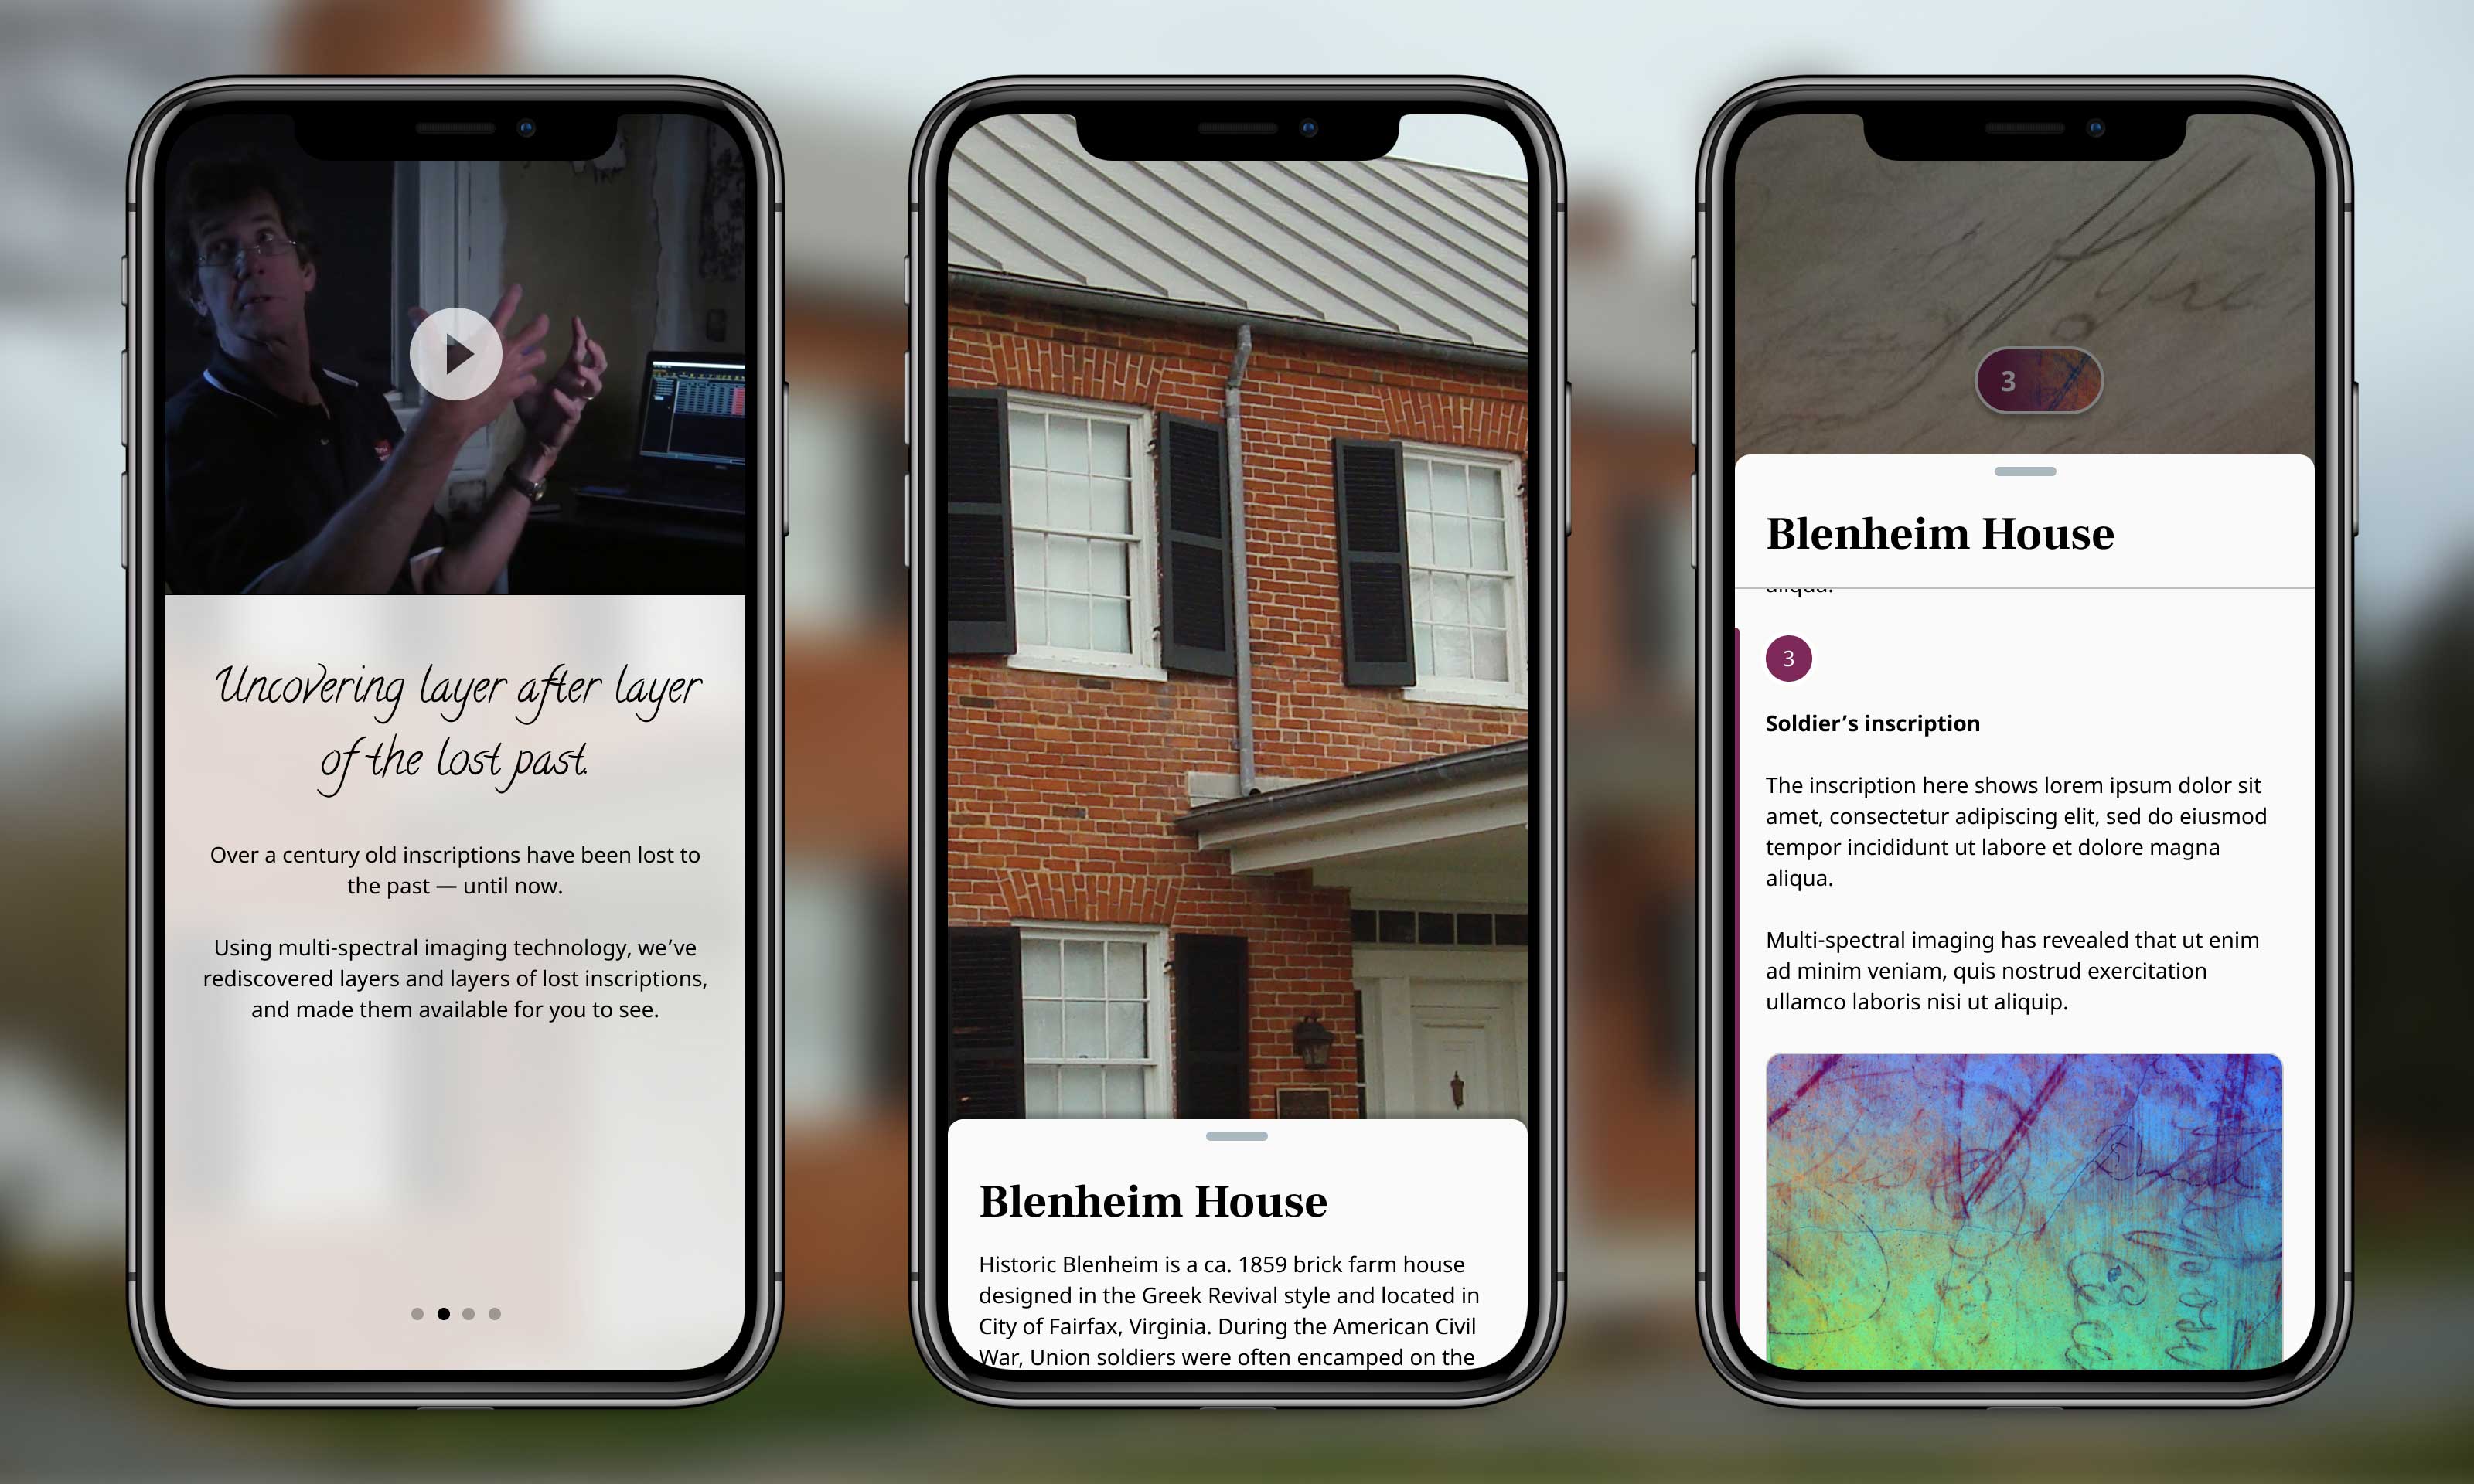 Uncovering layer after layer
of the lost past.
Over a century old inscriptions have been lost to
the past — until now.
Using multi-spectral imaging technology, we’ve
rediscovered layers and layers of lost inscriptions,
and made them available for you to see.
Blenheim House
Historic Blenheim is a ca. 1859 brick farm house
designed in the Greek Revival style and located in
City of Fairfax, Virginia. During the American Civil
War, Union soldiers were often encamped on the
3
Blenheim House
aliqua.
3
Soldier’s inscription
The inscription here shows lorem ipsum dolor sit
amet, consectetur adipiscing elit, sed do eiusmod
tempor incididunt ut labore et dolore magna
aliqua.
Multi-spectral imaging has revealed that ut enim
ad minim veniam, quis nostrud exercitation
ullamco laboris nisi ut aliquip.